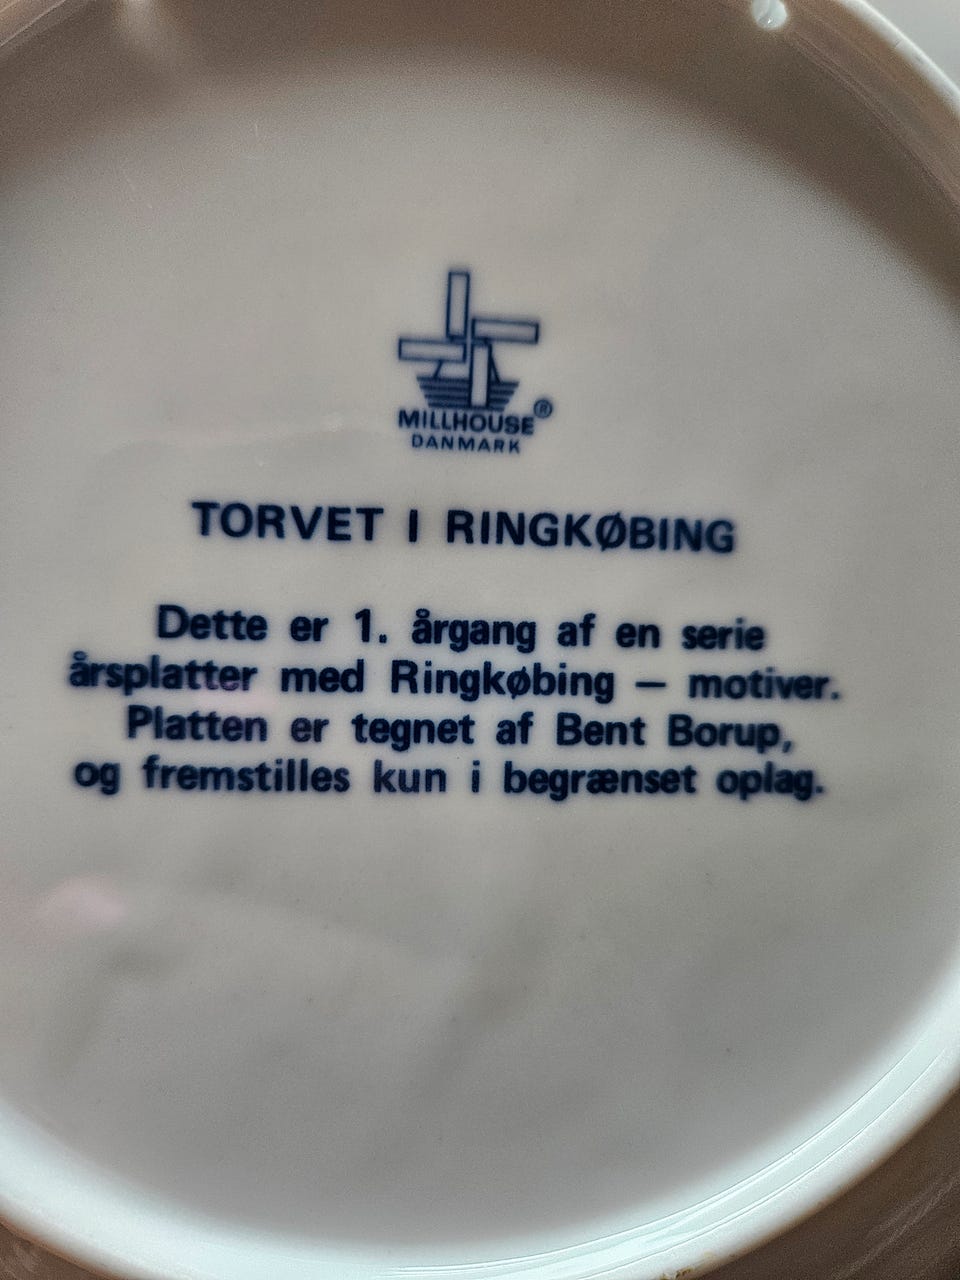 MILLHOUSE®
DANMARK
TORVET I RINGKØBING
Dette er 1. årgang af en serie
årsplatter med Ringkøbing – motiver.
Platten er tegnet af Bent Borup,
og fremstilles kun i begrænset oplag.